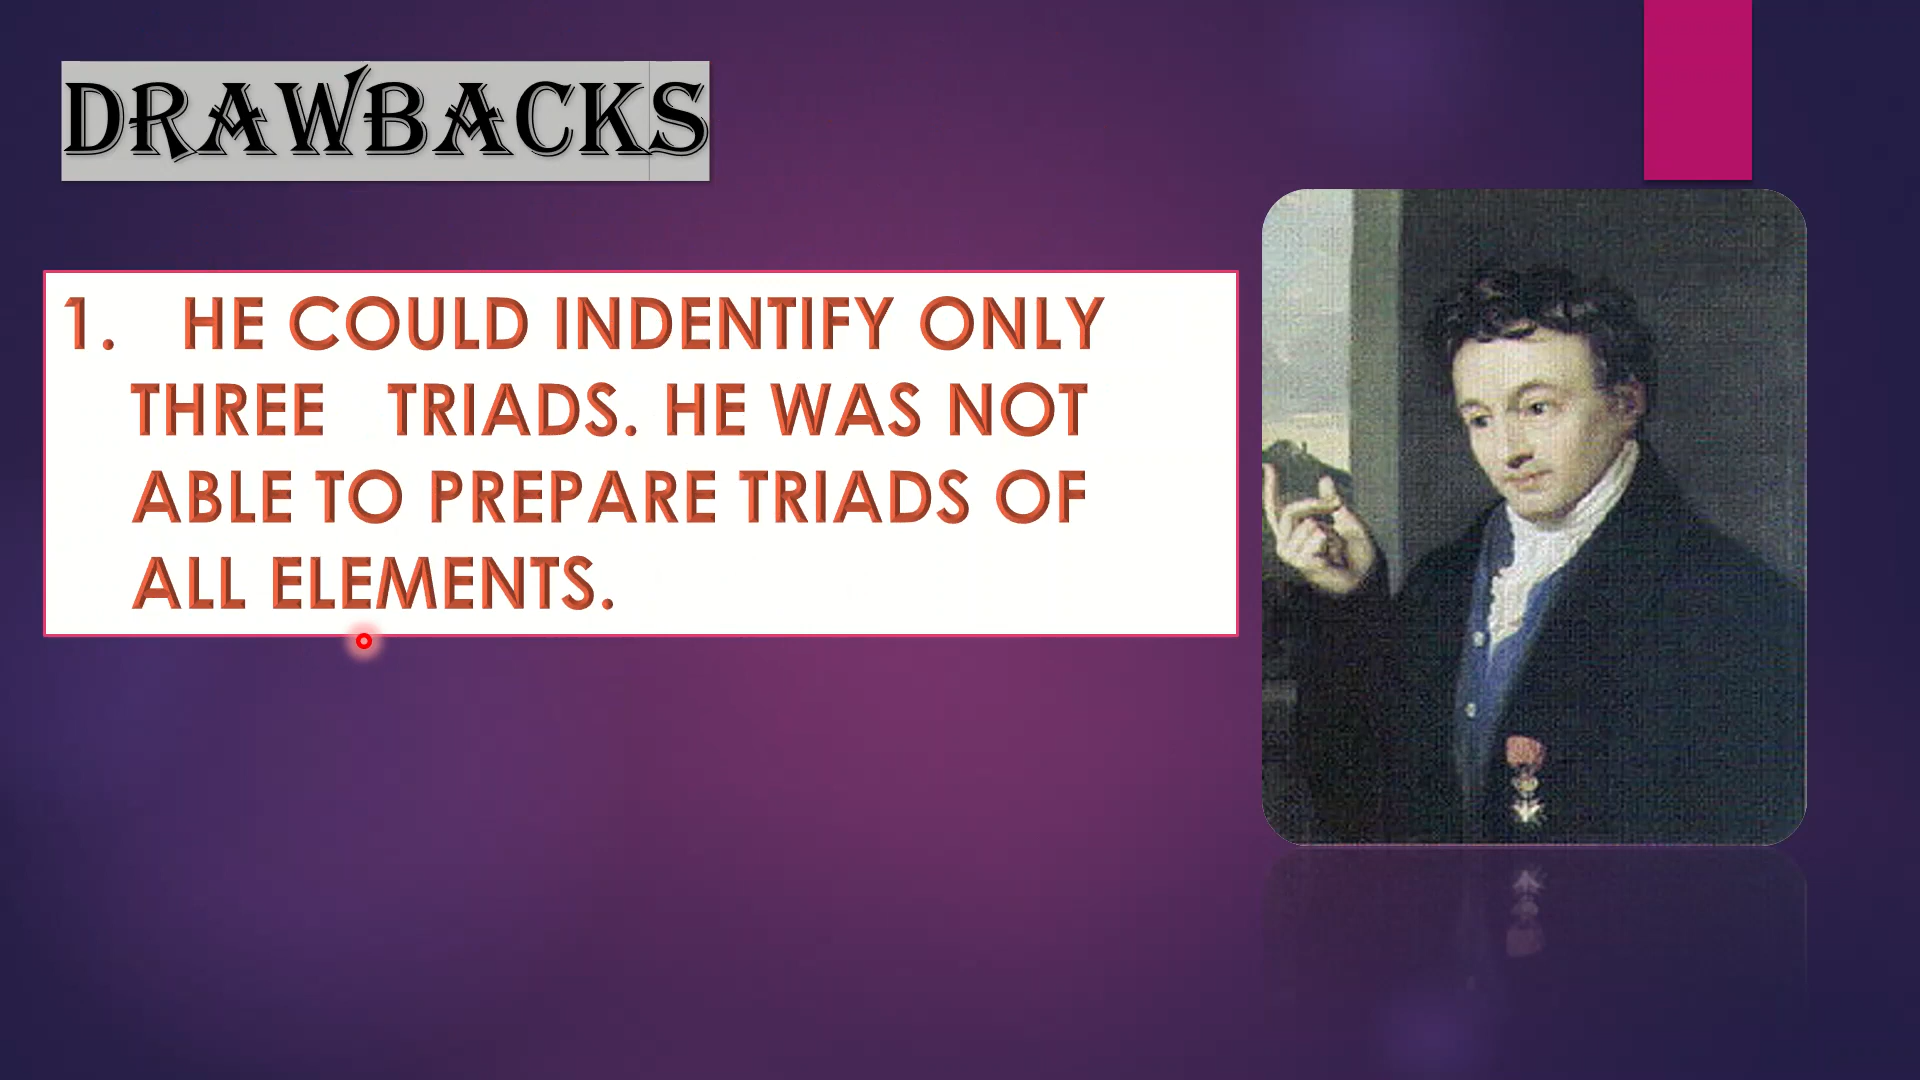 DRAWBACKS
1. HE COULD INDENTIFY ONLY
THREE TRIADS. HE WAS NOT
ABLE TO PREPARE TRIADS OF
ALL ELEMENTS.